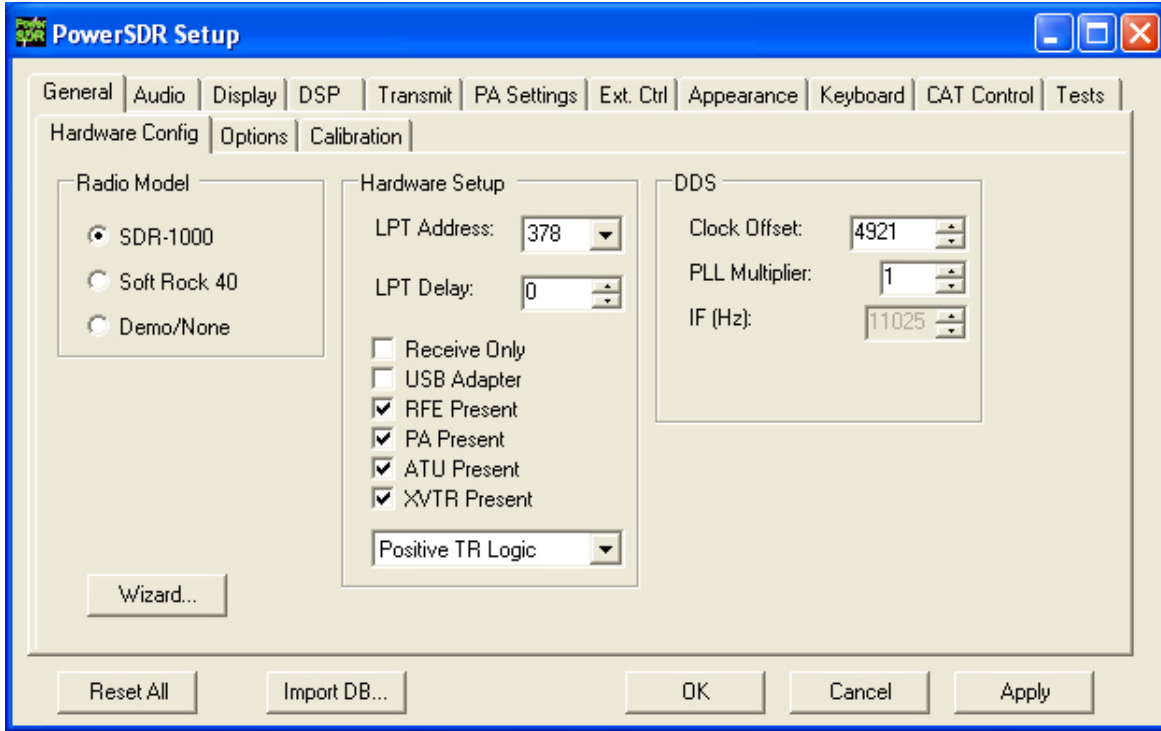 PowerSDR Setup
General Audio Display DSP Transmit PA Settings Ext. Ctrl Appearance Keyboard CAT Control Tests
Hardware Config Options Calibration
Radio Model
SDR-1000
Soft Rock 40
Demo/None
Wizard...
Hardware Setup
LPT Address: 378
LPT Delay: 0
Receive Only
USB Adapter
RFE Present
PA Present
ATU Present
XVTR Present
Positive TR Logic
DDS
Clock Offset: 4921
PLL Multiplier: 1
IF (Hz): 11025
Reset All Import DB... OK Cancel Apply